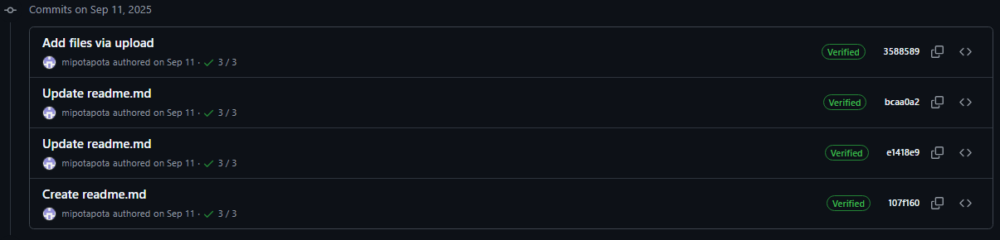 Commits on Sep 11, 2025
Add files via upload
mipotapota authored on Sep 11 · 3 / 3
Verified
3588589
Update readme.md
mipotapota authored on Sep 11 · 3 / 3
Verified
bcaa0a2
Update readme.md
mipotapota authored on Sep 11 · 3 / 3
Verified
e1418e9
Create readme.md
mipotapota authored on Sep 11 · 3 / 3
Verified
107f160